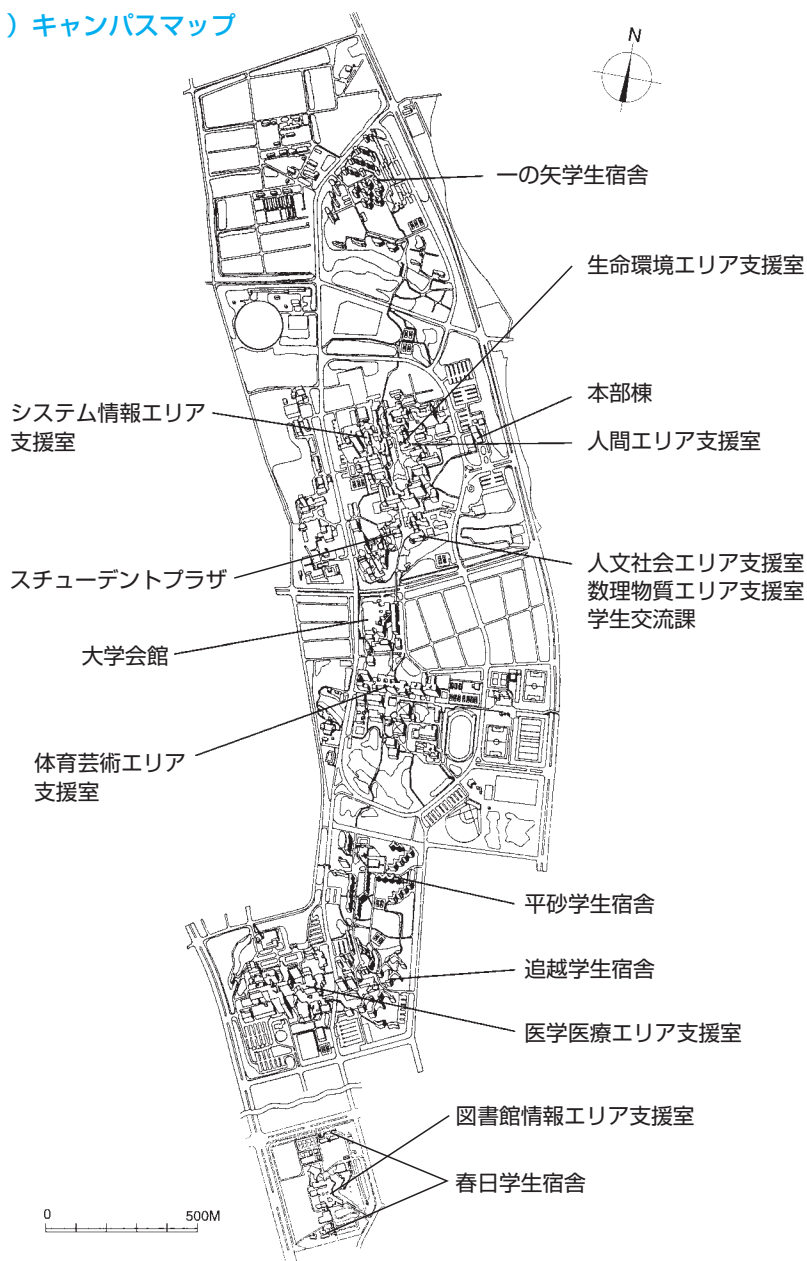 ）キャンパスマップ
N
一の矢学生宿舎
生命環境エリア支援室
本部棟
システム情報エリア
支援室
人間エリア支援室
人文社会エリア支援室
スチューデントプラザ
数理物質エリア支援室
学生交流課
大学会館
体育芸術エリア
支援室
平砂学生宿舎
追越学生宿舎
医学医療エリア支援室
図書館情報エリア支援室
春日学生宿舎
0 500M